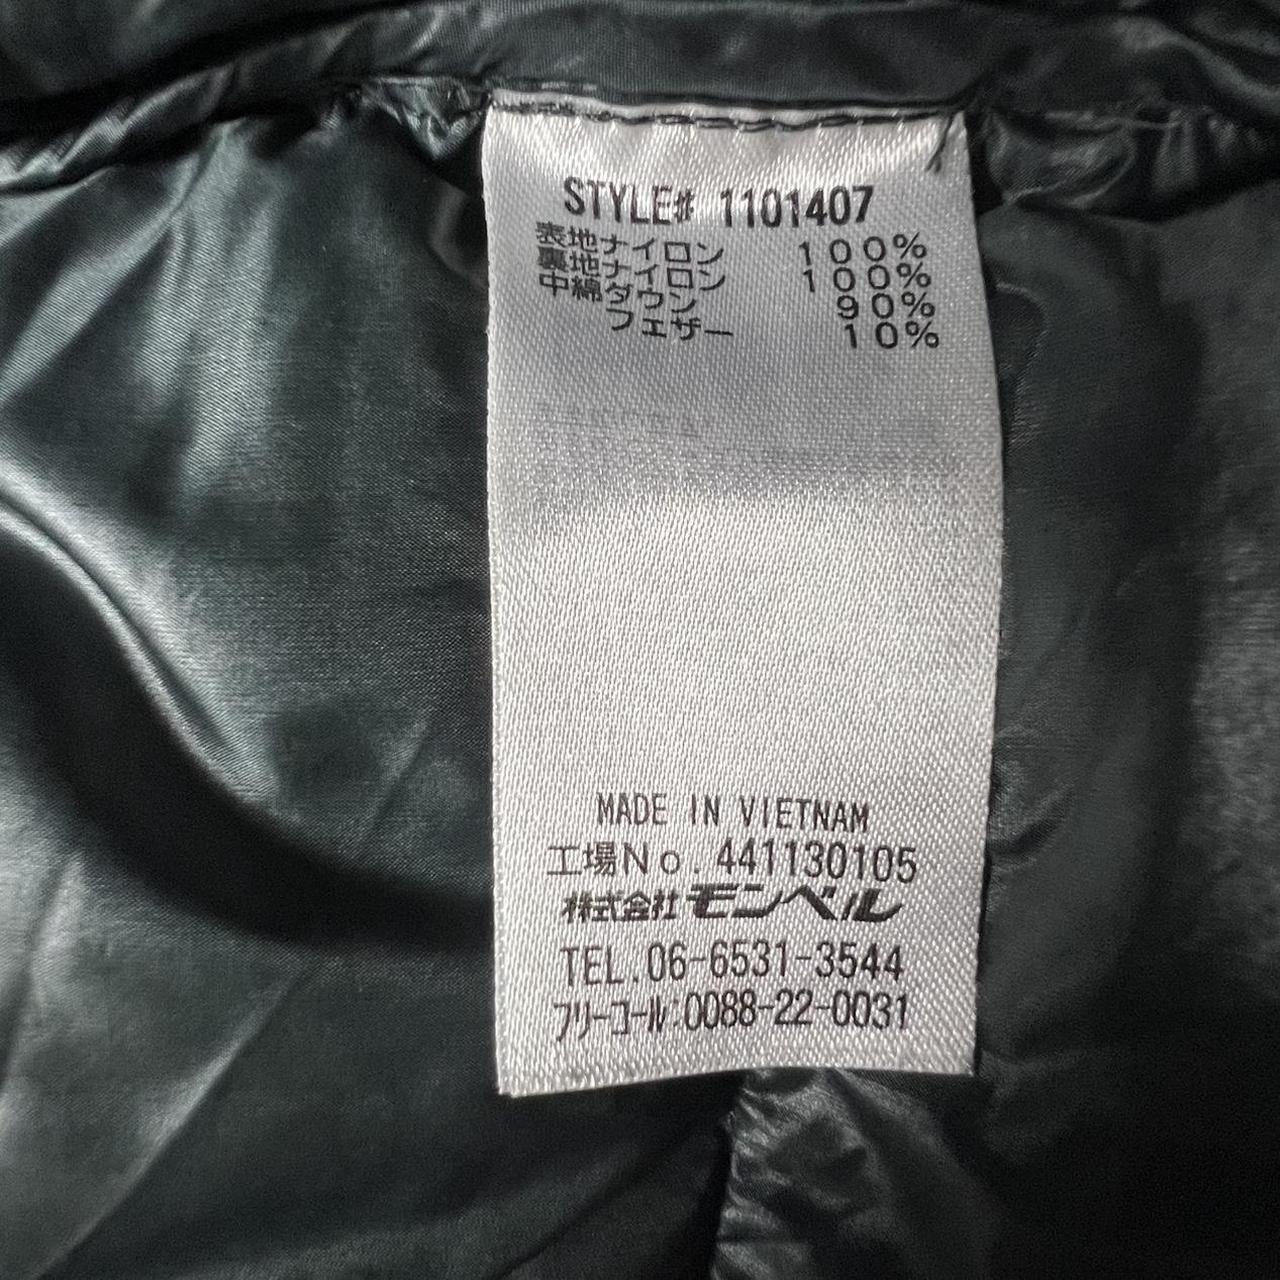 STYLE# 1101407
表地ナイロン 100%
裏地ナイロン 100%
中綿ダウン 90%
フェザー 10%
MADE IN VIETNAM
工場No. 441130105
株式会社モンベル
TEL.06-6531-3544
フリーコール:0088-22-0031